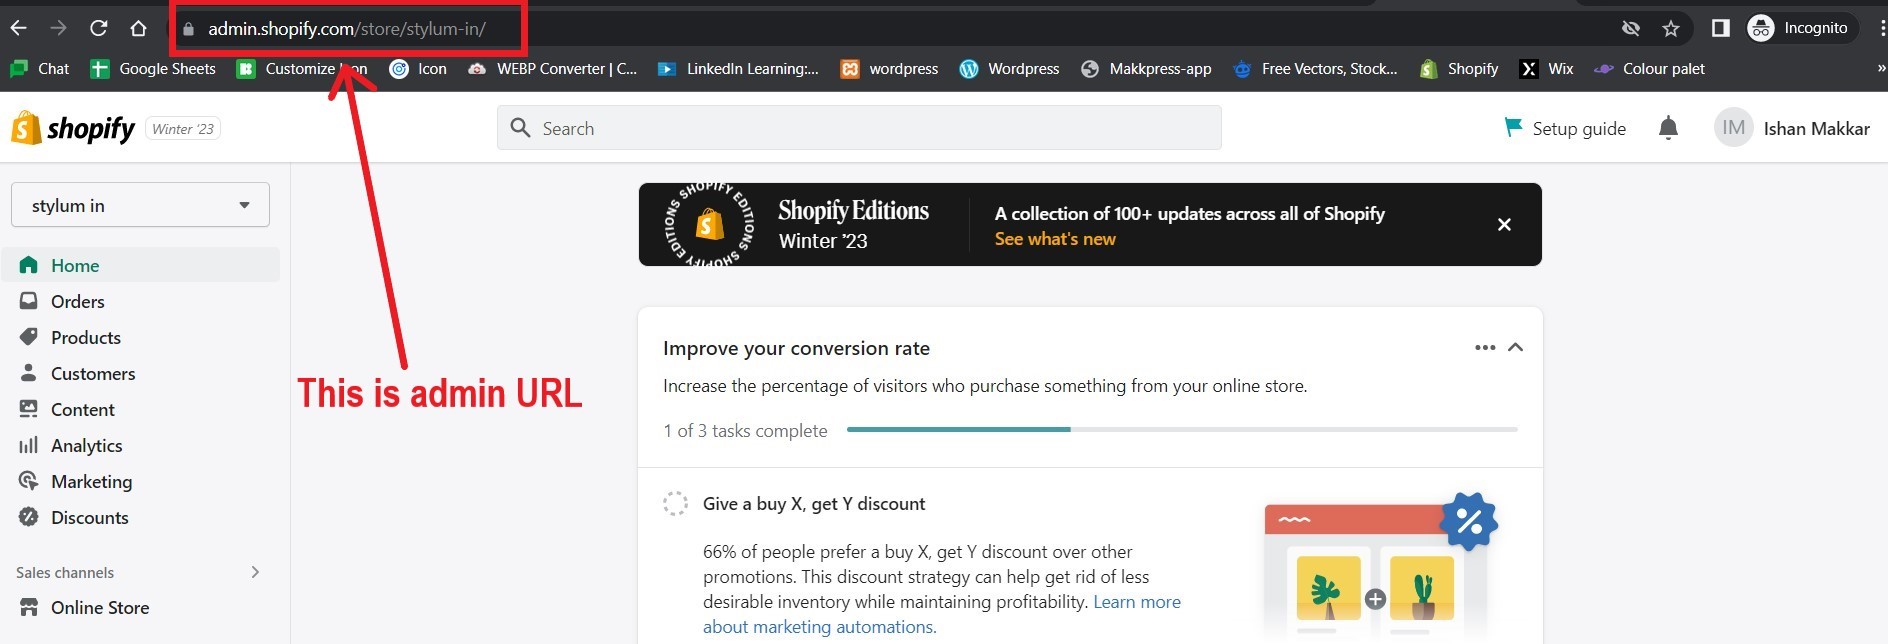 admin.shopify.com/store/stylum-in/
Incognito
Chat
Google Sheets
Customize Icon
Icon
WEBP Converter | C...
LinkedIn Learning:...
wordpress
Wordpress
Makkpress-app
Free Vectors, Stock...
Shopify
Wix
Colour palet
»
shopify
Winter '23
Search
Setup guide
IM
Ishan Makkar
stylum in
Home
Orders
Products
Customers
Content
Analytics
Marketing
Discounts
Sales channels
Online Store
This is admin URL
SHOPIFY EDITIONS SHOPIFY EDITIONS
Shopify Editions
Winter '23
A collection of 100+ updates across all of Shopify
See what's new
Improve your conversion rate
Increase the percentage of visitors who purchase something from your online store.
1 of 3 tasks complete
Give a buy X, get Y discount
66% of people prefer a buy X, get Y discount over other
promotions. This discount strategy can help get rid of less
desirable inventory while maintaining profitability. Learn more
about marketing automations.